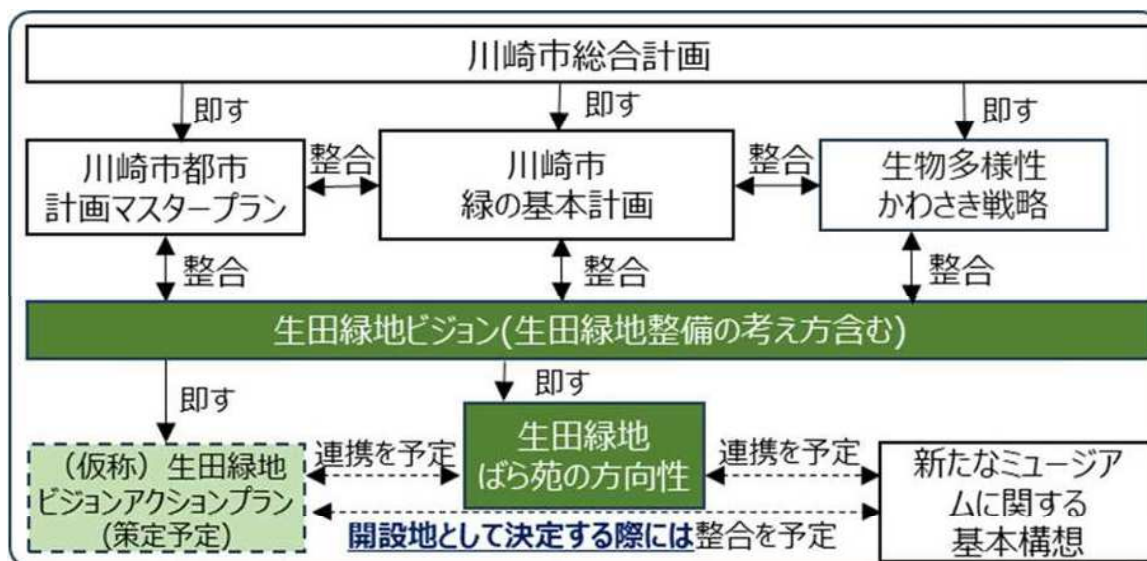 川崎市総合計画
即す
即す
即す
川崎市都市
計画マスタープラン
整合
川崎市
緑の基本計画
整合
生物多様性
かわさき戦略
整合
整合
整合
生田緑地ビジョン(生田緑地整備の考え方含む)
即す
即す
（仮称）生田緑地
ビジョンアクションプラン
(策定予定)
連携を予定
生田緑地
ばら苑の方向性
連携を予定
新たなミュージア
ムに関する
基本構想
開設地として決定する際には整合を予定